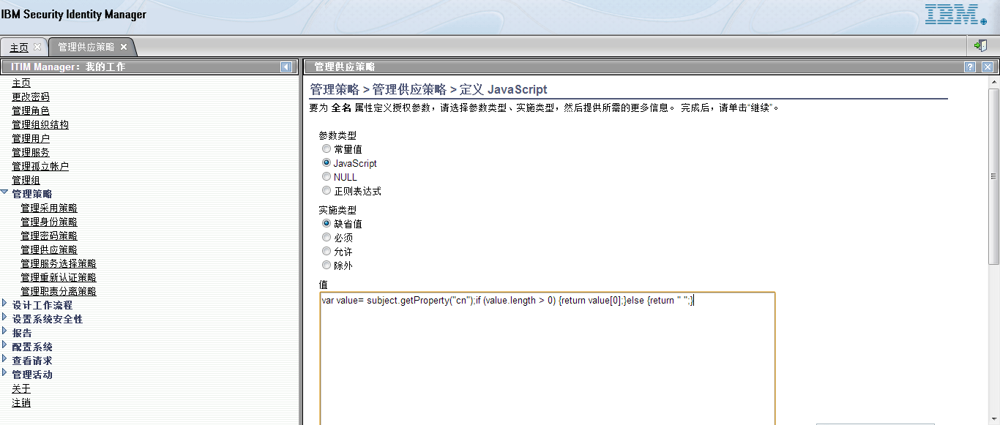 IBM Security Identity Manager
IBM
主页
管理供应策略
ITIM Manager：我的工作
主页
更改密码
管理角色
管理组织结构
管理用户
管理服务
管理孤立帐户
管理组
管理策略
管理采用策略
管理身份策略
管理密码策略
管理供应策略
管理服务选择策略
管理重新认证策略
管理职责分离策略
设计工作流程
设置系统安全性
报告
配置系统
查看请求
管理活动
关于
注销
管理供应策略
管理策略 > 管理供应策略 > 定义 JavaScript
要为 全名 属性定义授权参数，请选择参数类型、实施类型，然后提供所需的更多信息。 完成后，请单击“继续”。
参数类型
常量值
JavaScript
NULL
正则表达式
实施类型
缺省值
必须
允许
除外
值
var value= subject.getProperty("cn");if (value.length > 0) {return value[0];}else {return " ";}